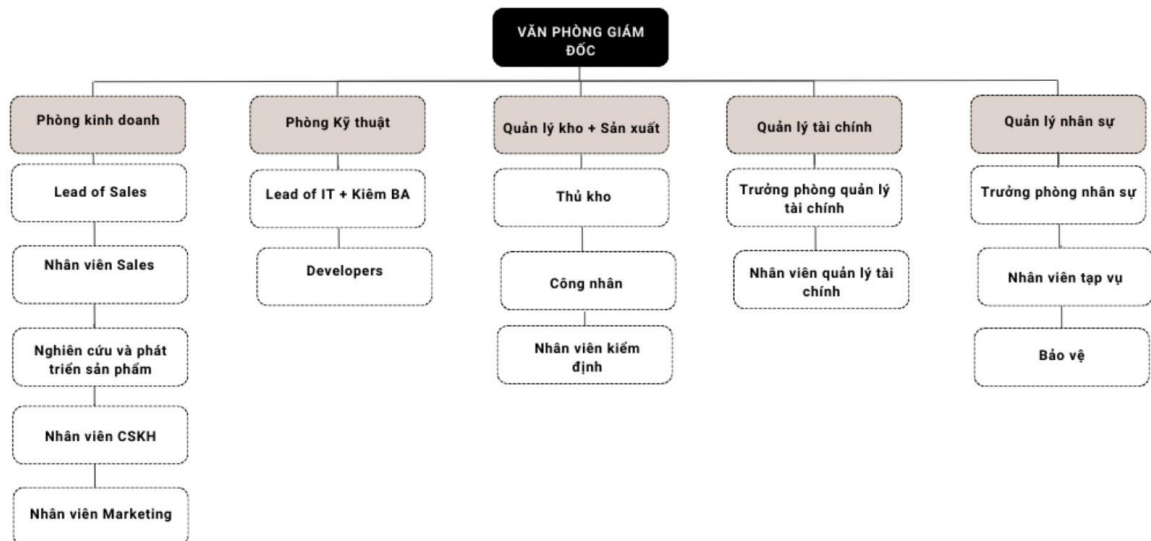 VĂN PHÒNG GIÁM
ĐỐC
Phòng kinh doanh
Lead of Sales
Nhân viên Sales
Nghiên cứu và phát
triển sản phẩm
Nhân viên CSKH
Nhân viên Marketing
Phòng Kỹ thuật
Lead of IT + Kiêm BA
Developers
Quản lý kho + Sản xuất
Thủ kho
Công nhân
Nhân viên kiểm
định
Quản lý tài chính
Trưởng phòng quản lý
tài chính
Nhân viên quản lý tài
chính
Quản lý nhân sự
Trưởng phòng nhân sự
Nhân viên tạp vụ
Bảo vệ